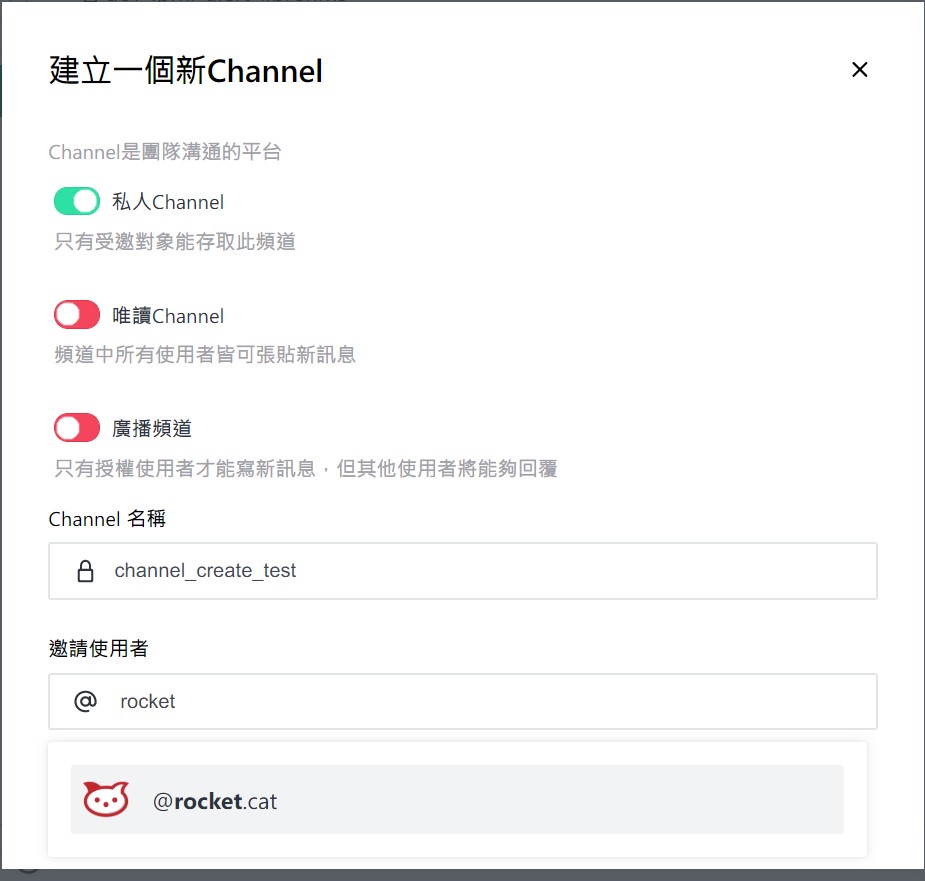 建立一個新Channel
Channel是團隊溝通的平台
私人Channel
只有受邀對象能存取此頻道
唯讀Channel
頻道中所有使用者皆可張貼新訊息
廣播頻道
只有授權使用者才能寫新訊息，但其他使用者將能夠回覆
Channel 名稱
channel_create_test
邀請使用者
@ rocket
@rocket.cat